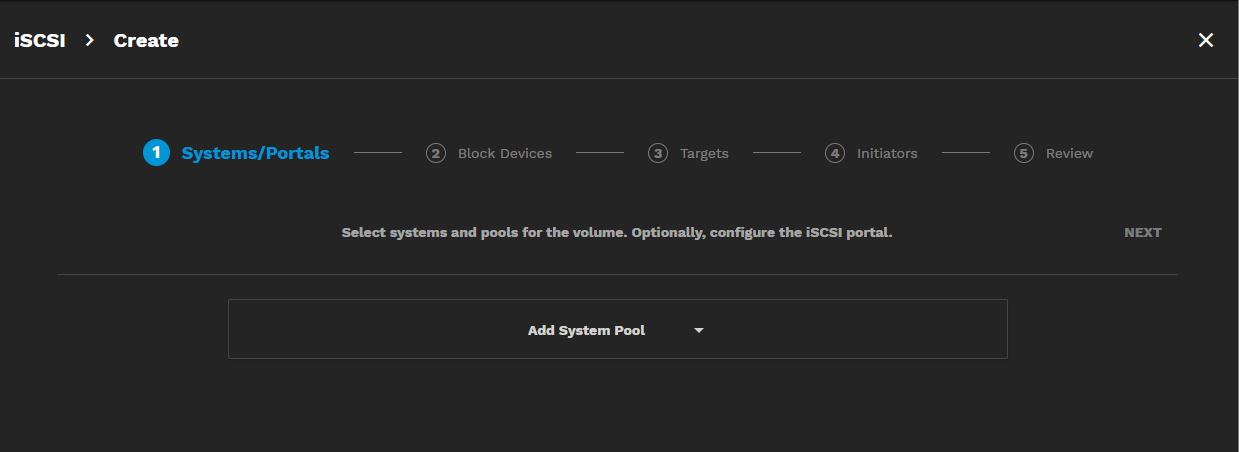 iSCSI > Create ×
1 Systems/Portals 2 Block Devices 3 Targets 4 Initiators 5 Review
Select systems and pools for the volume. Optionally, configure the iSCSI portal. NEXT
Add System Pool